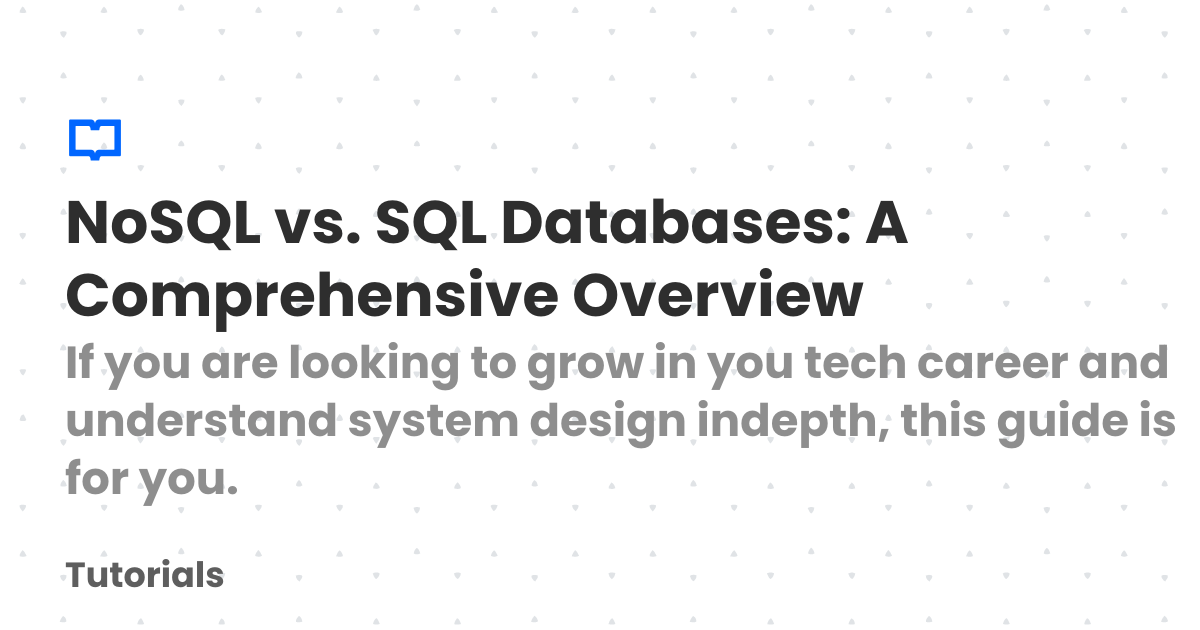 NoSQL vs. SQL Databases: A
Comprehensive Overview
If you are looking to grow in you tech career and
understand system design indepth, this guide is
for you.
Tutorials